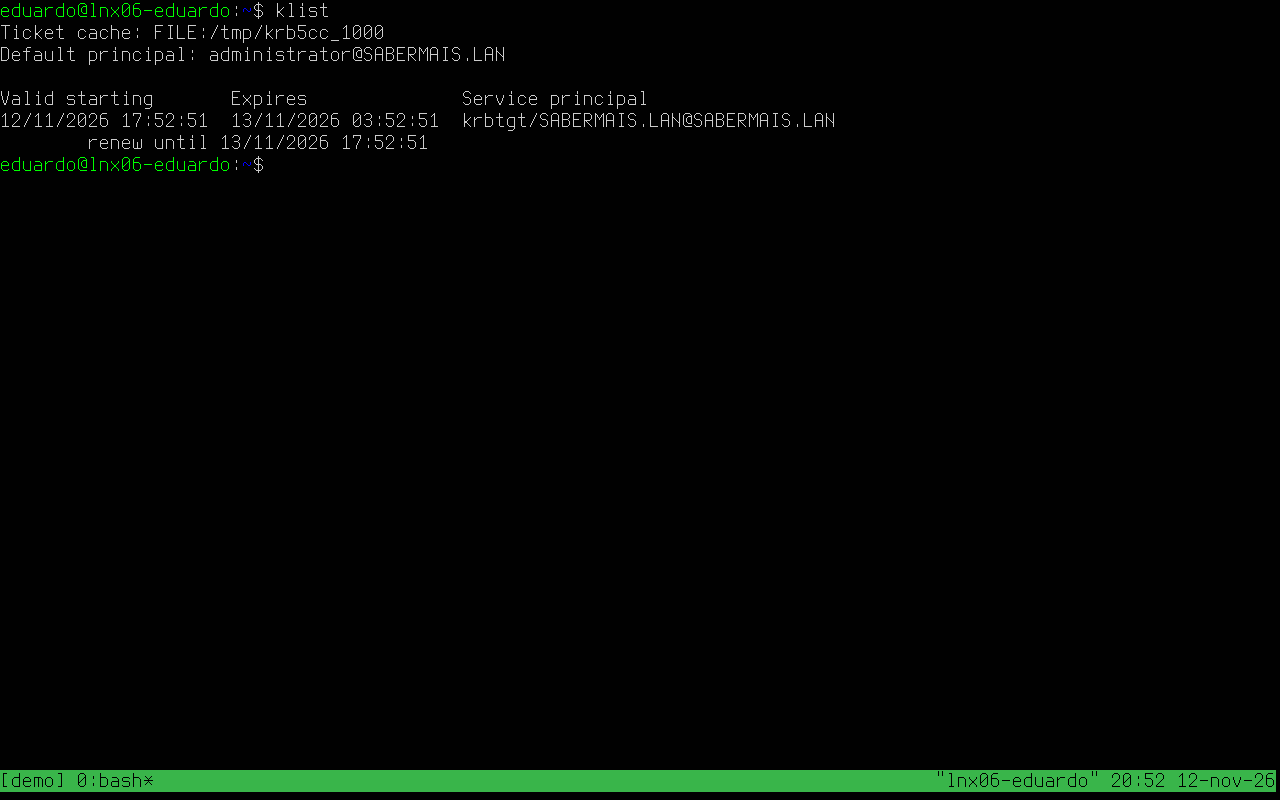 eduardo@lnx06-eduardo:~$ klist
Ticket cache: FILE:/tmp/krb5cc_1000
Default principal: administrator@SABERMAIS.LAN
Valid starting       Expires              Service principal
12/11/2026 17:52:51  13/11/2026 03:52:51  krbtgt/SABERMAIS.LAN@SABERMAIS.LAN
        renew until 13/11/2026 17:52:51
eduardo@lnx06-eduardo:~$
[demo] 0:bash* "lnx06-eduardo" 20:52 12-nov-26